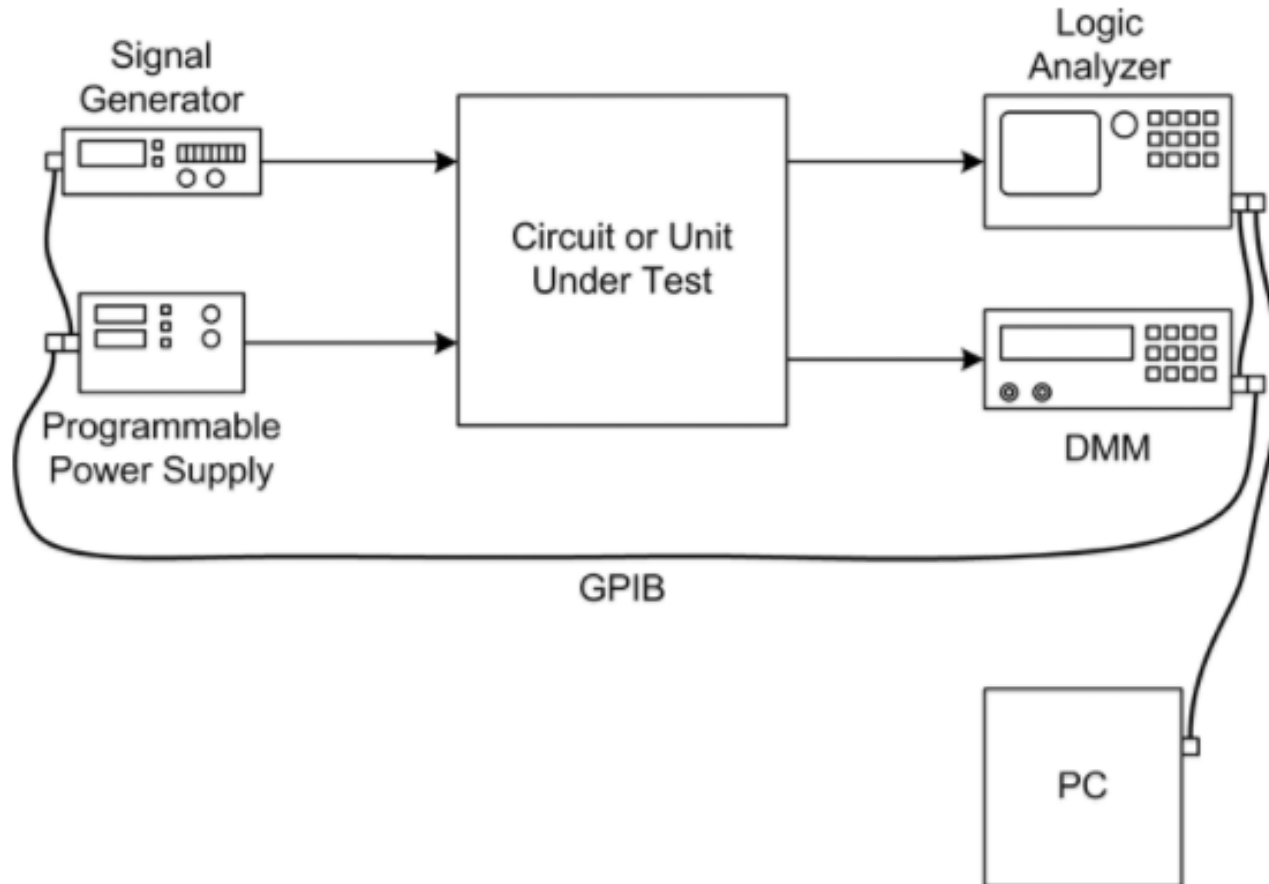 Signal
Generator
Logic
Analyzer
Circuit or Unit
Under Test
Programmable
Power Supply
DMM
GPIB
PC